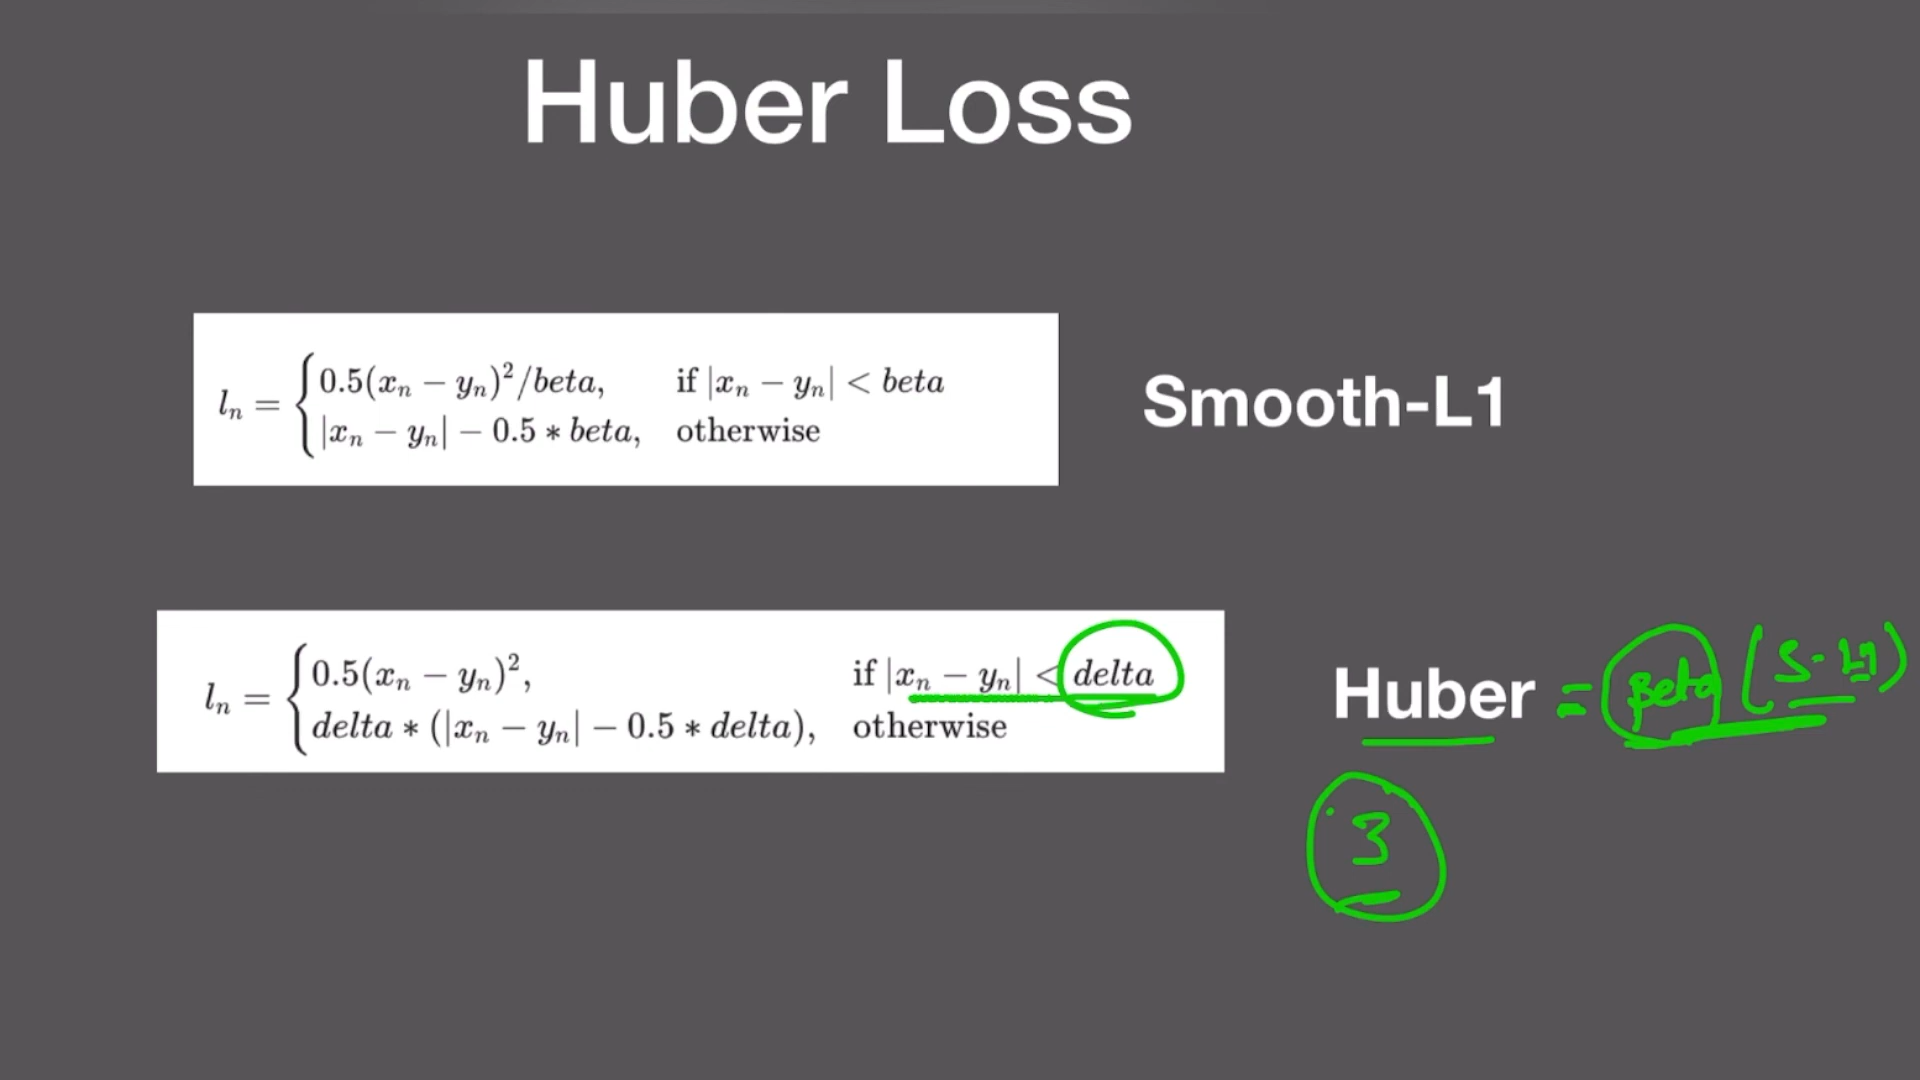 Huber Loss
l_n = { 0.5(x_n − y_n)²/beta, if |x_n − y_n| < beta
|x_n − y_n| − 0.5 * beta, otherwise
Smooth-L1
l_n = { 0.5(x_n − y_n)², if |x_n − y_n| < delta
delta * (|x_n − y_n| − 0.5 * delta), otherwise
Huber = Beta (S-L1)
3